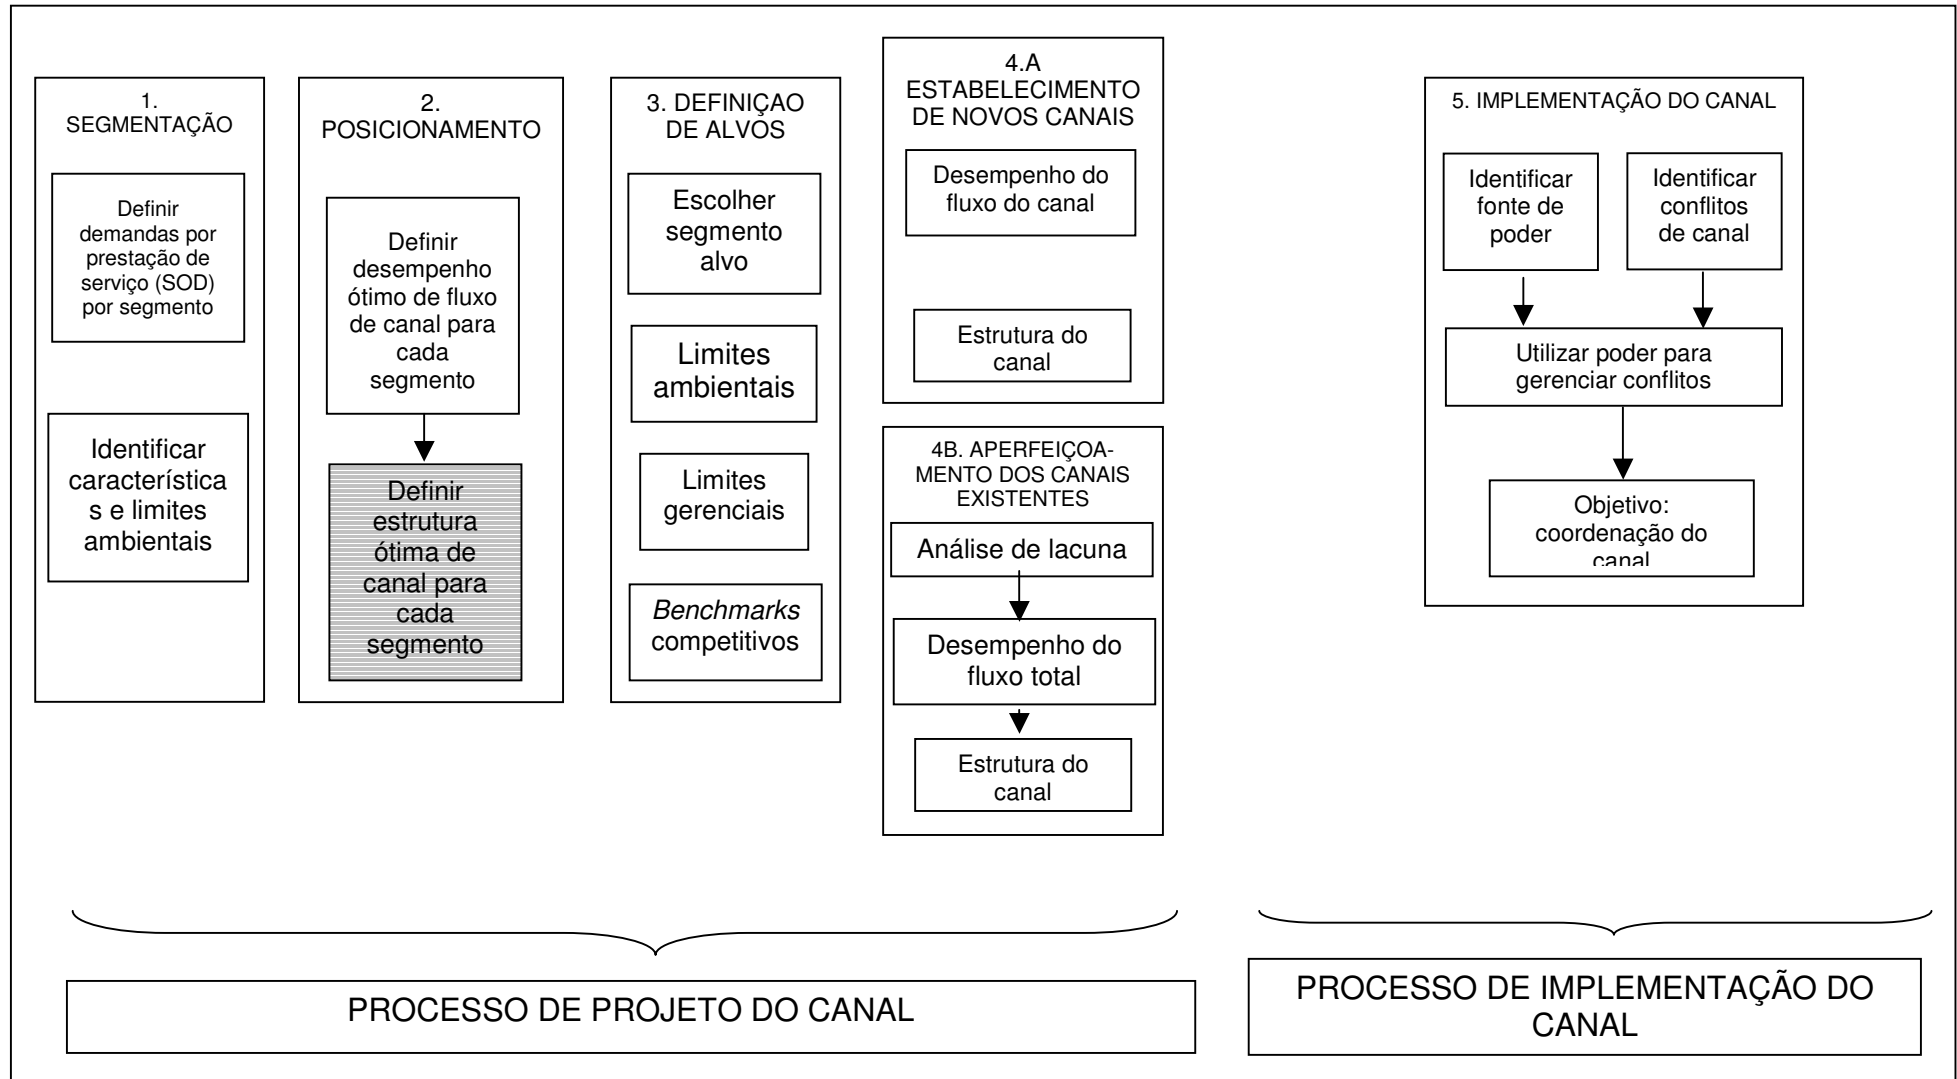 1.
SEGMENTAÇÃO
Definir
demandas por
prestação de
serviço (SOD)
por segmento
Identificar
característica
s e limites
ambientais
2.
POSICIONAMENTO
Definir
desempenho
ótimo de fluxo
de canal para
cada
segmento
Definir
estrutura
ótima de
canal para
cada
segmento
3. DEFINIÇAO
DE ALVOS
Escolher
segmento
alvo
Limites
ambientais
Limites
gerenciais
Benchmarks
competitivos
4.A
ESTABELECIMENTO
DE NOVOS CANAIS
Desempenho do
fluxo do canal
Estrutura do
canal
4B. APERFEIÇOA-
MENTO DOS CANAIS
EXISTENTES
Análise de lacuna
Desempenho do
fluxo total
Estrutura do
canal
5. IMPLEMENTAÇÃO DO CANAL
Identificar
fonte de
poder
Identificar
conflitos
de canal
Utilizar poder para
gerenciar conflitos
Objetivo:
coordenação do
canal
PROCESSO DE PROJETO DO CANAL
PROCESSO DE IMPLEMENTAÇÃO DO
CANAL